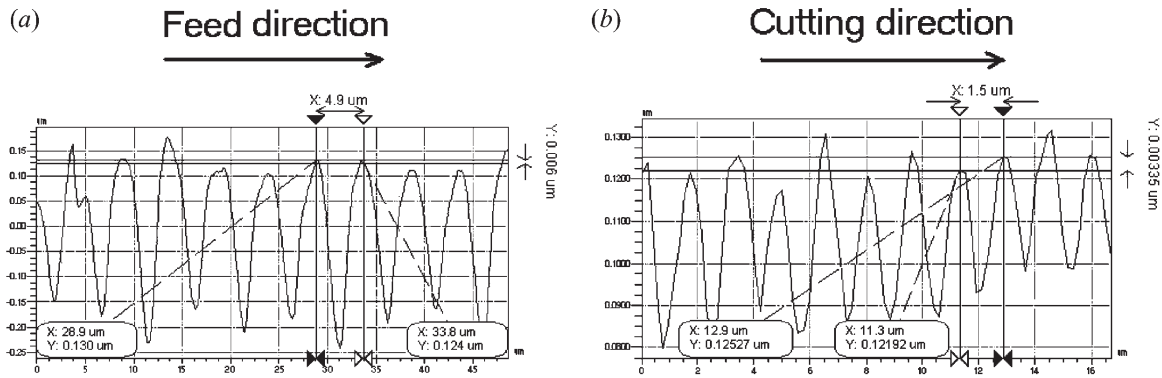 (a)
Feed direction
X: 4.9 um
um
0.15
0.10
0.05
0.00
-0.05
-0.10
-0.15
-0.20
-0.25
Y: 0.006 um
X: 28.9 um
Y: 0.130 um
X: 33.8 um
Y: 0.124 um
um
0 5 10 15 20 25 30 35 40 45
(b)
Cutting direction
X: 1.5 um
um
0.1300
0.1200
0.1100
0.1000
0.0900
0.0800
Y: 0.00335 um
X: 12.9 um
Y: 0.12527 um
X: 11.3 um
Y: 0.12192 um
um
0 2 4 6 8 10 12 14 16